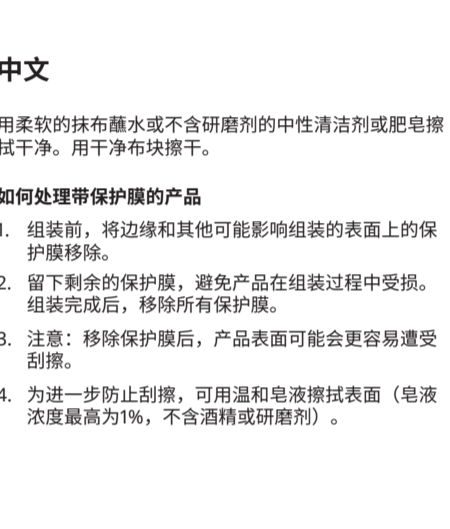 中文
用柔软的抹布蘸水或不含研磨剂的中性清洁剂或肥皂擦
拭干净。用干净布块擦干。
如何处理带保护膜的产品
1. 组装前，将边缘和其他可能影响组装的表面上的保
护膜移除。
2. 留下剩余的保护膜，避免产品在组装过程中受损。
组装完成后，移除所有保护膜。
3. 注意：移除保护膜后，产品表面可能会更容易遭受
刮擦。
4. 为进一步防止刮擦，可用温和皂液擦拭表面（皂液
浓度最高为1%，不含酒精或研磨剂）。